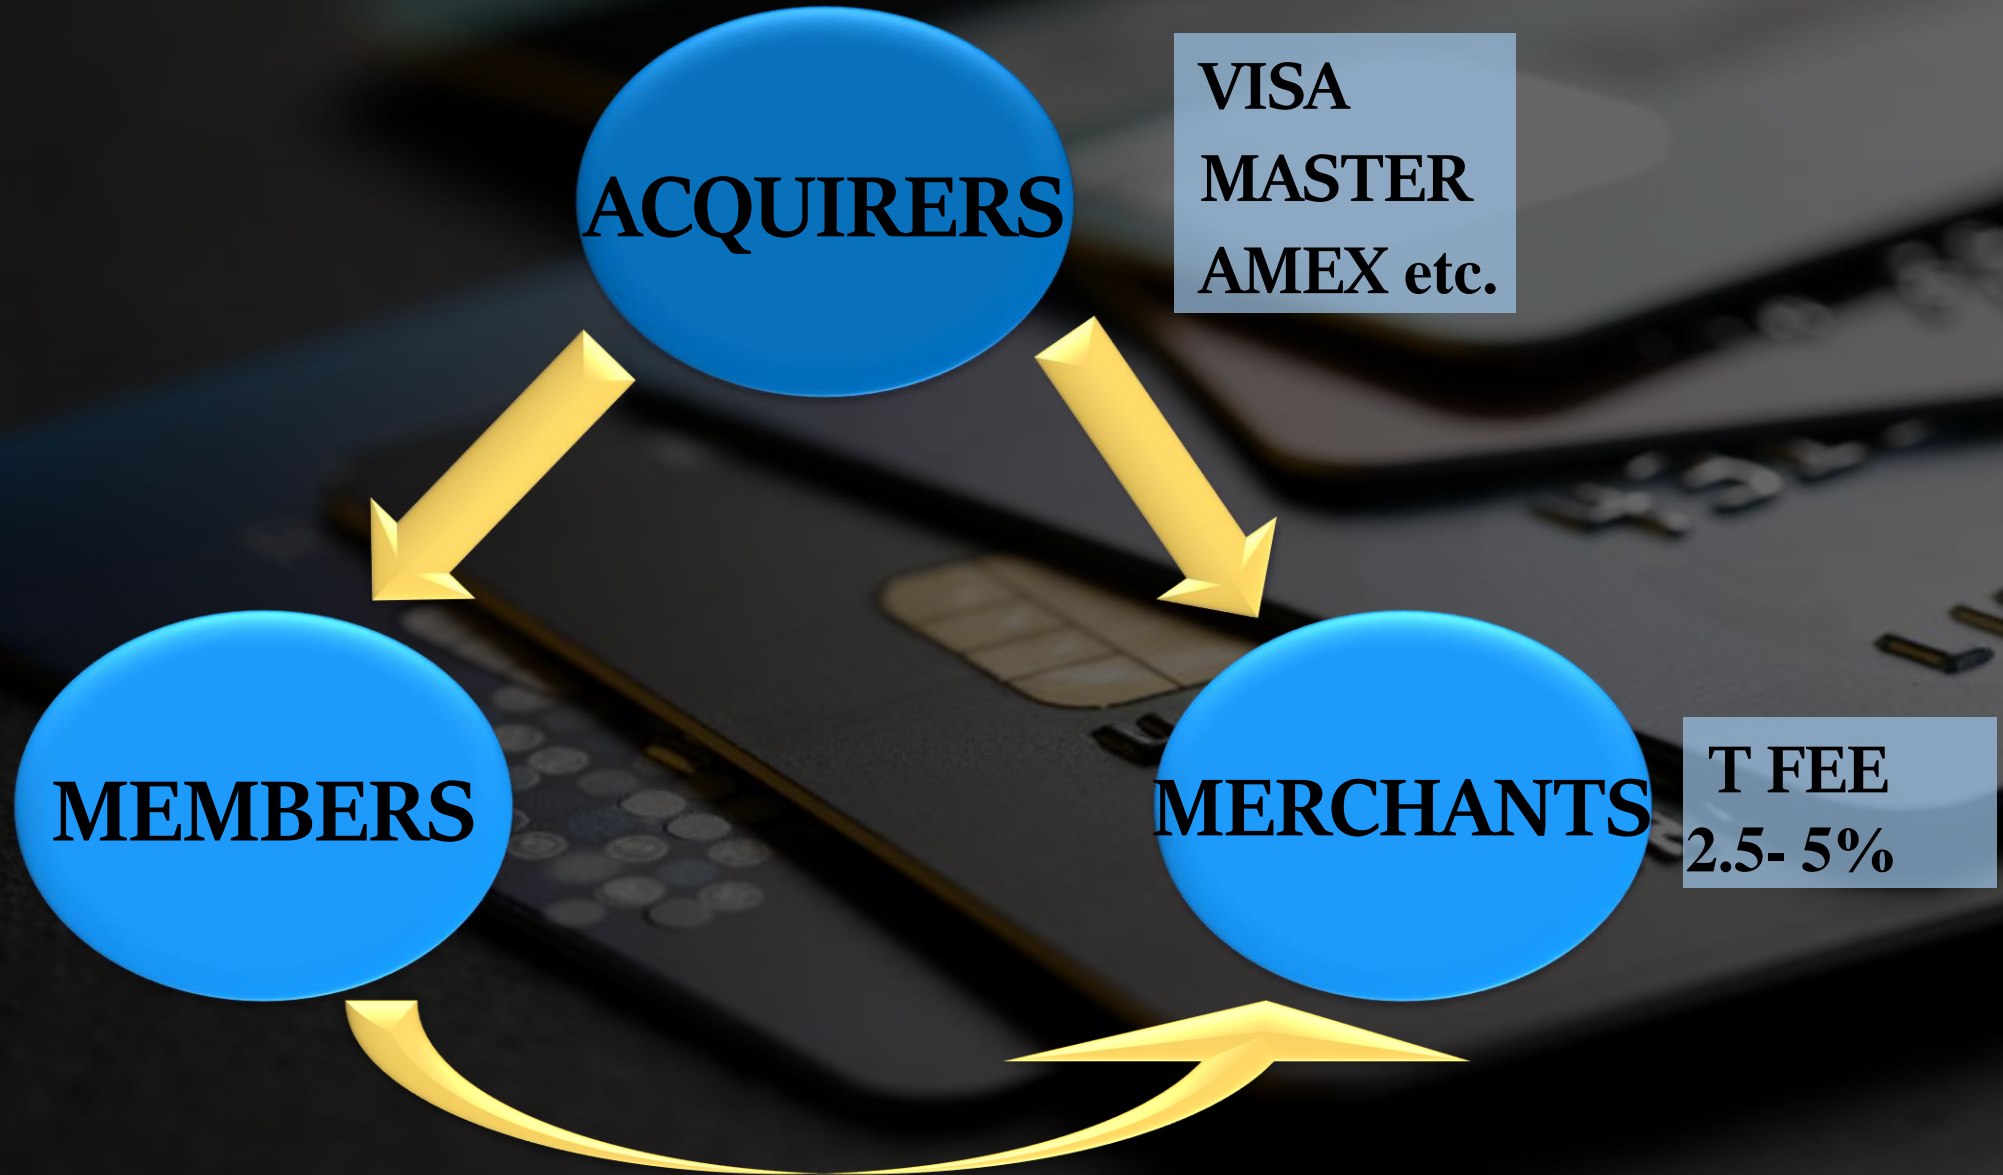 ACQUIRERS
VISA
MASTER
AMEX etc.
MEMBERS
MERCHANTS
T FEE
2.5- 5%